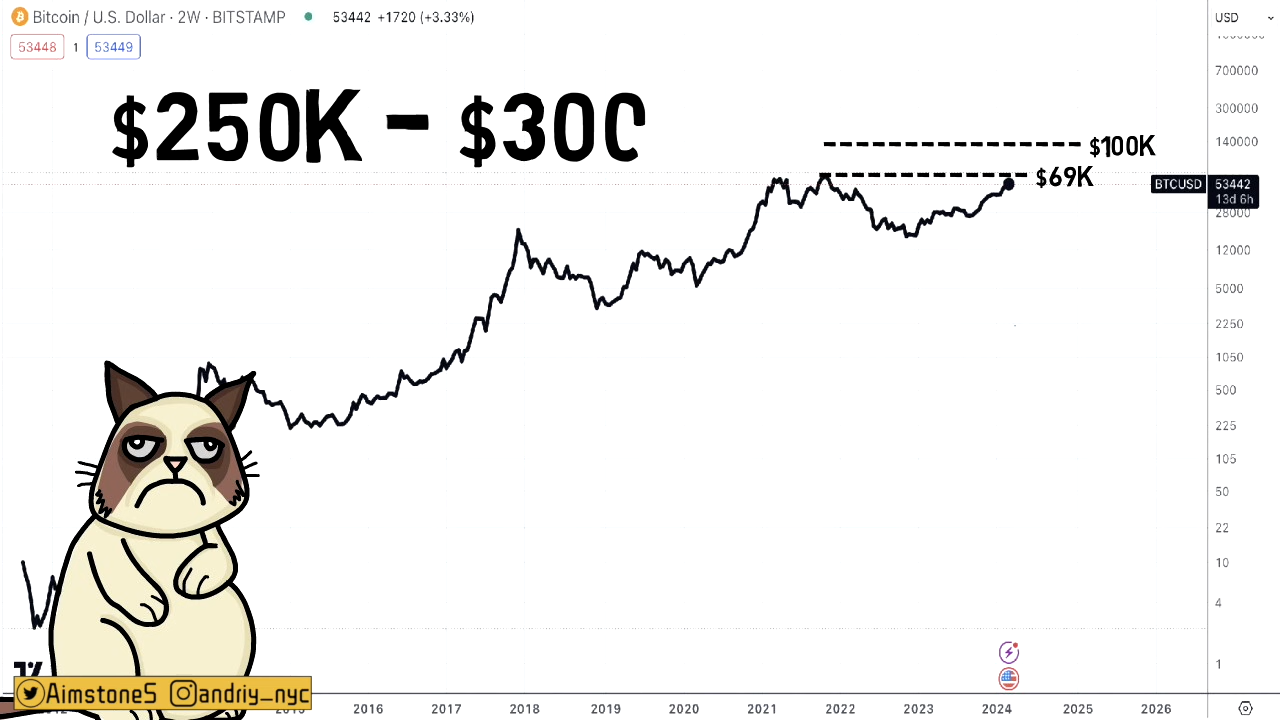 Bitcoin / U.S. Dollar · 2W · BITSTAMP 53442 +1720 (+3.33%)
USD
53448 1 53449
700000
$250K - $300
300000
140000
$100K
$69K
BTCUSD 53442
13d 6h
28000
12000
5000
2250
1050
500
225
105
50
22
10
4
1
AimstoneS andriy_nyc
2016 2017 2018 2019 2020 2021 2022 2023 2024 2025 2026